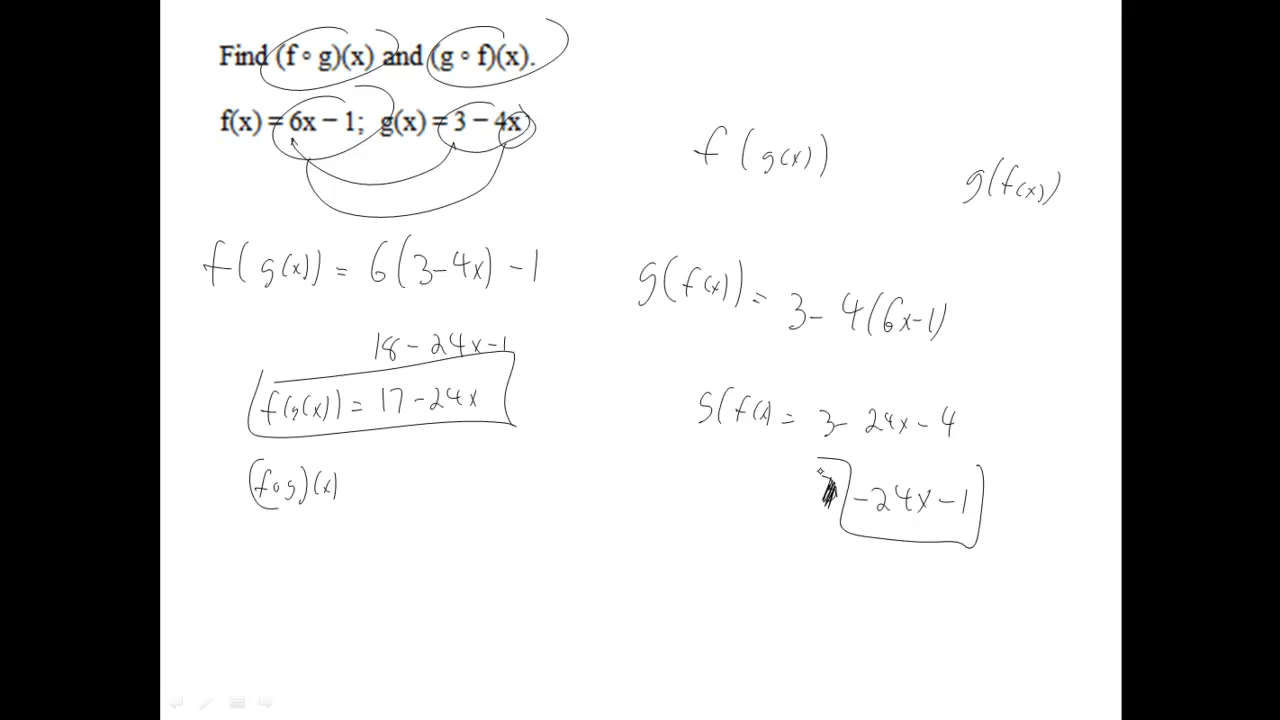 Find (f ∘ g)(x) and (g ∘ f)(x).
f(x) = 6x − 1; g(x) = 3 − 4x
f(g(x))
g(f(x))
f(g(x)) = 6(3-4x) -1
18 - 24x-1
f(g(x)) = 17-24x
(f∘g)(x)
g(f(x)) = 3- 4(6x-1)
g(f(x) = 3- 24x - 4
-24x-1